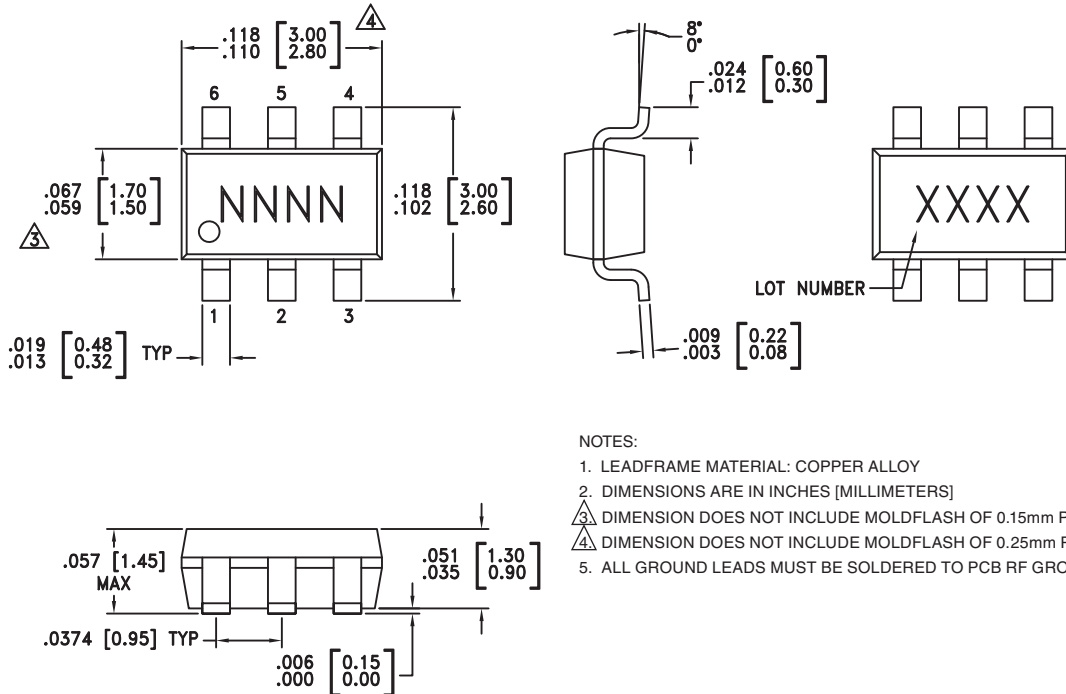 4
.118 [3.00]
.110 [2.80]
6 5 4
.067 [1.70]
.059 [1.50]
3
NNNN
.118 [3.00]
.102 [2.60]
1 2 3
.019 [0.48]
.013 [0.32] TYP
8°
0°
.024 [0.60]
.012 [0.30]
.009 [0.22]
.003 [0.08]
XXXX
LOT NUMBER
.057 [1.45]
MAX
.051 [1.30]
.035 [0.90]
.0374 [0.95] TYP
.006 [0.15]
.000 [0.00]
NOTES:
1. LEADFRAME MATERIAL: COPPER ALLOY
2. DIMENSIONS ARE IN INCHES [MILLIMETERS]
3. DIMENSION DOES NOT INCLUDE MOLDFLASH OF 0.15mm P
4. DIMENSION DOES NOT INCLUDE MOLDFLASH OF 0.25mm P
5. ALL GROUND LEADS MUST BE SOLDERED TO PCB RF GRO